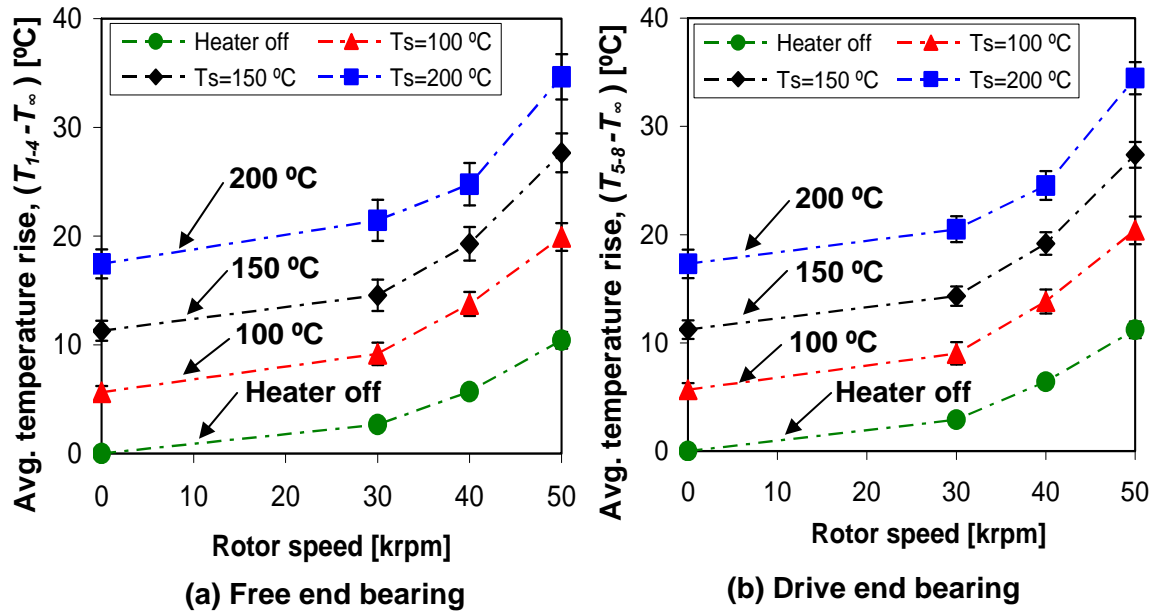 Avg. temperature rise, (T1-4-T∞) [ºC]
40
30
20
10
0
Heater off
Ts=100 ºC
Ts=150 ºC
Ts=200 ºC
200 ºC
150 ºC
100 ºC
Heater off
0 10 20 30 40 50
Rotor speed [krpm]
(a) Free end bearing
Avg. temperature rise, (T5-8-T∞) [ºC]
40
30
20
10
0
Heater off
Ts=100 ºC
Ts=150 ºC
Ts=200 ºC
200 ºC
150 ºC
100 ºC
Heater off
0 10 20 30 40 50
Rotor speed [krpm]
(b) Drive end bearing